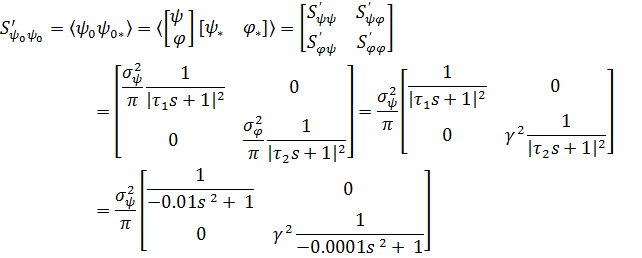 S′_{ψ₀ψ₀} = ⟨ψ₀ψ₀∗⟩ = ⟨[ψ; φ] [ψ∗ φ∗]⟩ = [S′_{ψψ} S′_{ψφ}; S′_{φψ} S′_{φφ}]
= [σ_ψ²/π 1/|τ₁s + 1|² 0; 0 σ_φ²/π 1/|τ₂s + 1|²] = σ_ψ²/π [1/|τ₁s + 1|² 0; 0 γ² 1/|τ₂s + 1|²]
= σ_ψ²/π [1/(−0.01s² + 1) 0; 0 γ² 1/(−0.0001s² + 1)]